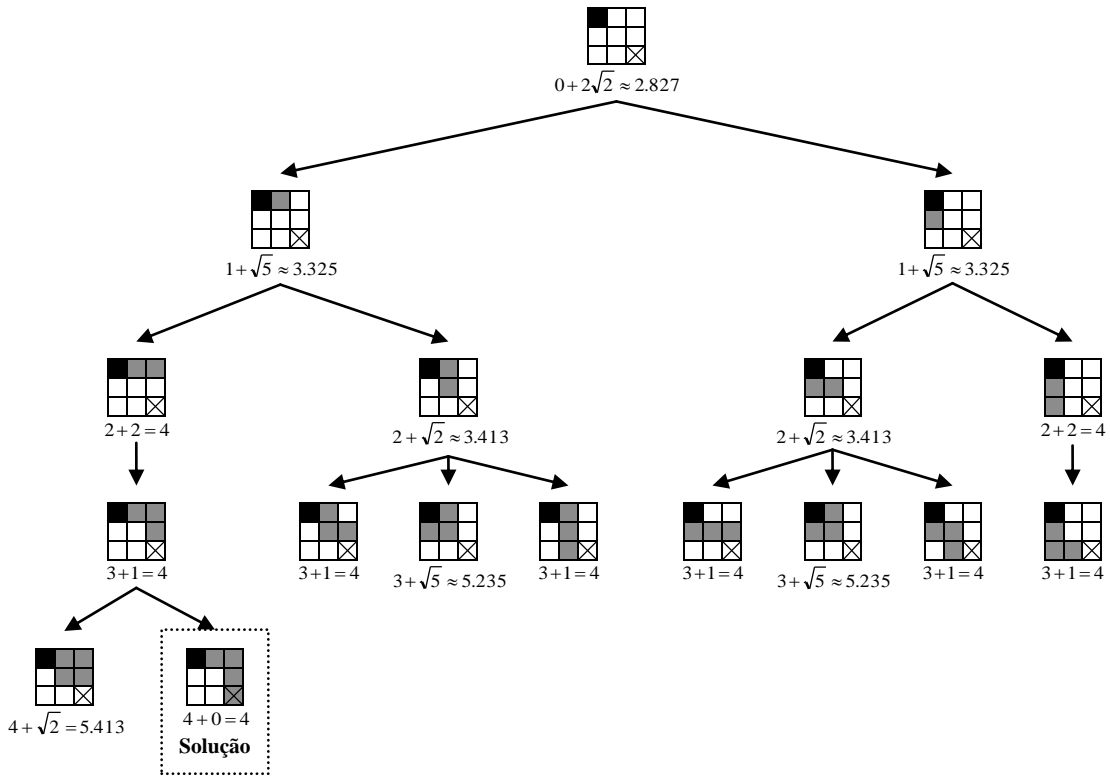 0+2√2 ≈ 2.827
1+√5 ≈ 3.325
1+√5 ≈ 3.325
2+2=4
2+√2 ≈ 3.413
2+√2 ≈ 3.413
2+2=4
3+1=4
3+1=4
3+√5 ≈ 5.235
3+1=4
3+1=4
3+√5 ≈ 5.235
3+1=4
3+1=4
4+√2 = 5.413
4+0=4
Solução